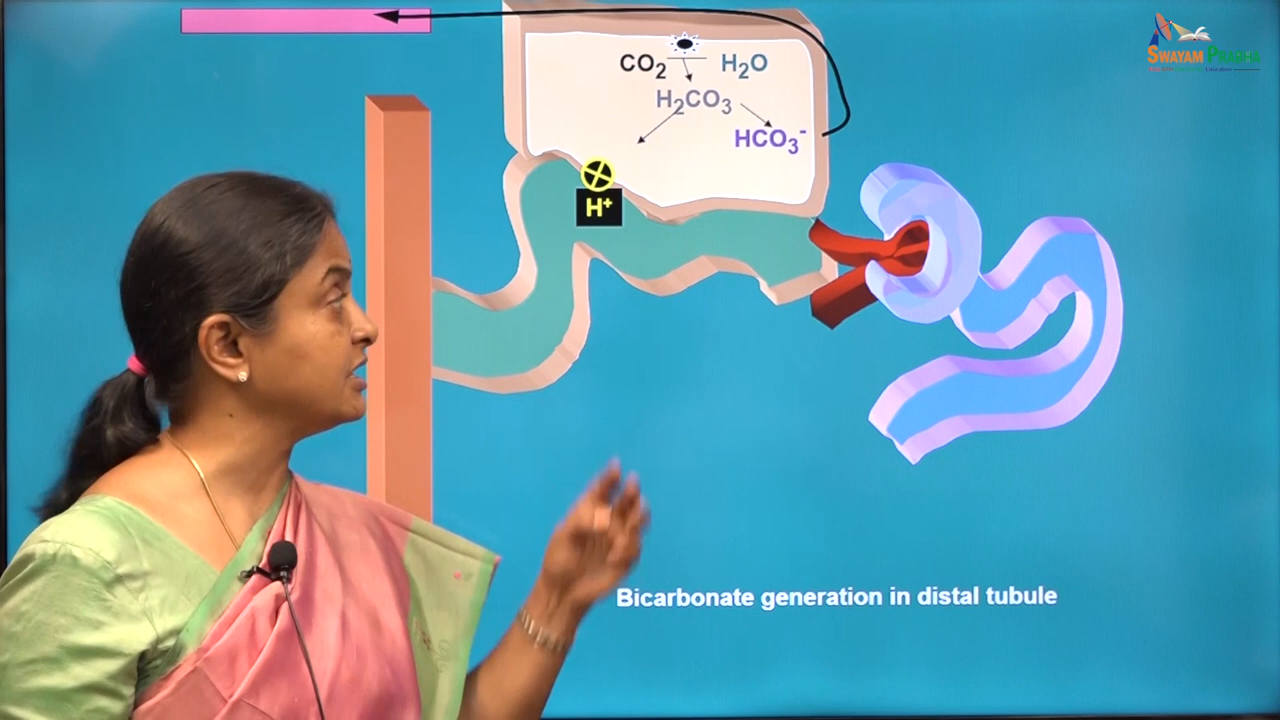 CO₂ H₂O
H₂CO₃
HCO₃⁻
H⁺
SWAYAM PRABHA
Bicarbonate generation in distal tubule